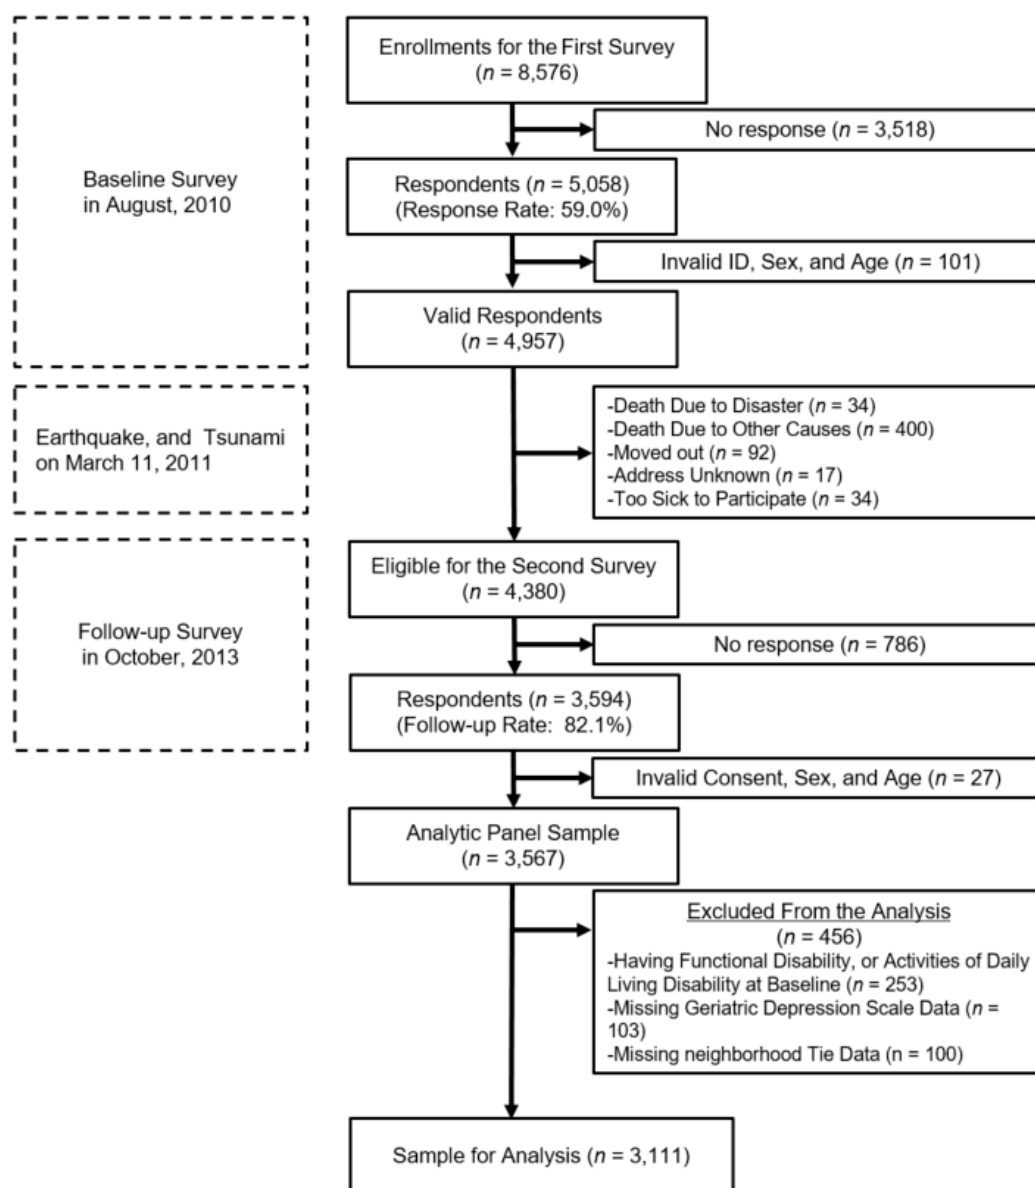 Enrollments for the First Survey
(n = 8,576)
No response (n = 3,518)
Baseline Survey
in August, 2010
Respondents (n = 5,058)
(Response Rate: 59.0%)
Invalid ID, Sex, and Age (n = 101)
Valid Respondents
(n = 4,957)
Earthquake, and Tsunami
on March 11, 2011
-Death Due to Disaster (n = 34)
-Death Due to Other Causes (n = 400)
-Moved out (n = 92)
-Address Unknown (n = 17)
-Too Sick to Participate (n = 34)
Eligible for the Second Survey
(n = 4,380)
Follow-up Survey
in October, 2013
No response (n = 786)
Respondents (n = 3,594)
(Follow-up Rate: 82.1%)
Invalid Consent, Sex, and Age (n = 27)
Analytic Panel Sample
(n = 3,567)
Excluded From the Analysis
(n = 456)
-Having Functional Disability, or Activities of Daily
Living Disability at Baseline (n = 253)
-Missing Geriatric Depression Scale Data (n =
103)
-Missing neighborhood Tie Data (n = 100)
Sample for Analysis (n = 3,111)